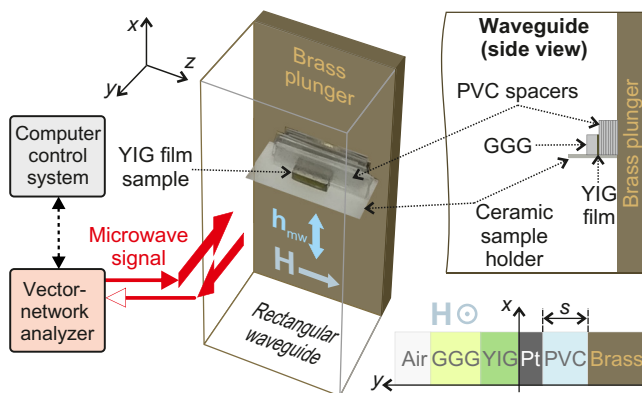 x
z
y
Computer
control
system
Vector-
network
analyzer
Microwave
signal
YIG film
sample
Brass
plunger
h mw
H
Rectangular
waveguide
Waveguide
(side view)
PVC spacers
GGG
YIG
film
Ceramic
sample
holder
Brass plunger
H
x
s
Air GGG YIG Pt PVC Brass
y